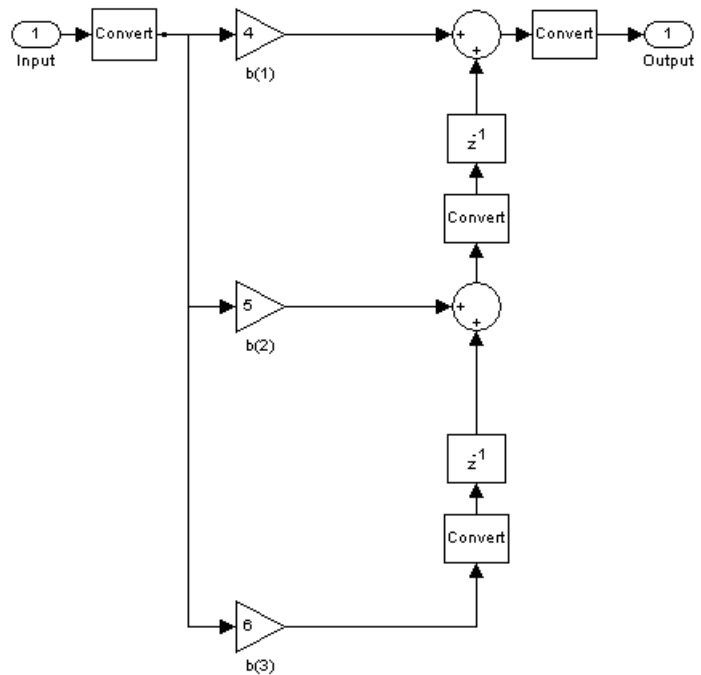 1
Convert
4
+
+
Convert
1
Input
b(1)
Output
z-1
Convert
5
+
+
b(2)
z-1
Convert
6
b(3)